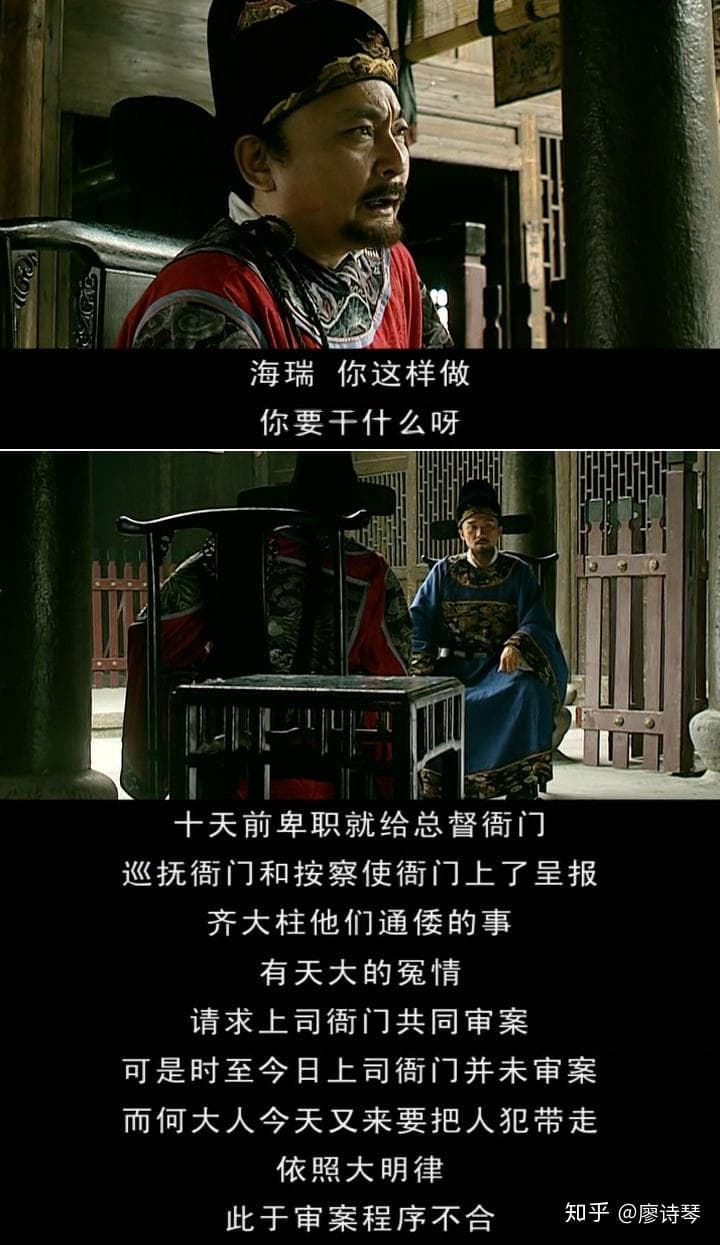 海瑞 你这样做
你要干什么呀
十天前卑职就给总督衙门
巡抚衙门和按察使衙门上了呈报
齐大柱他们通倭的事
有天大的冤情
请求上司衙门共同审案
可是时至今日上司衙门并未审案
而何大人今天又来要把人犯带走
依照大明律
此于审案程序不合
知乎 @廖诗琴